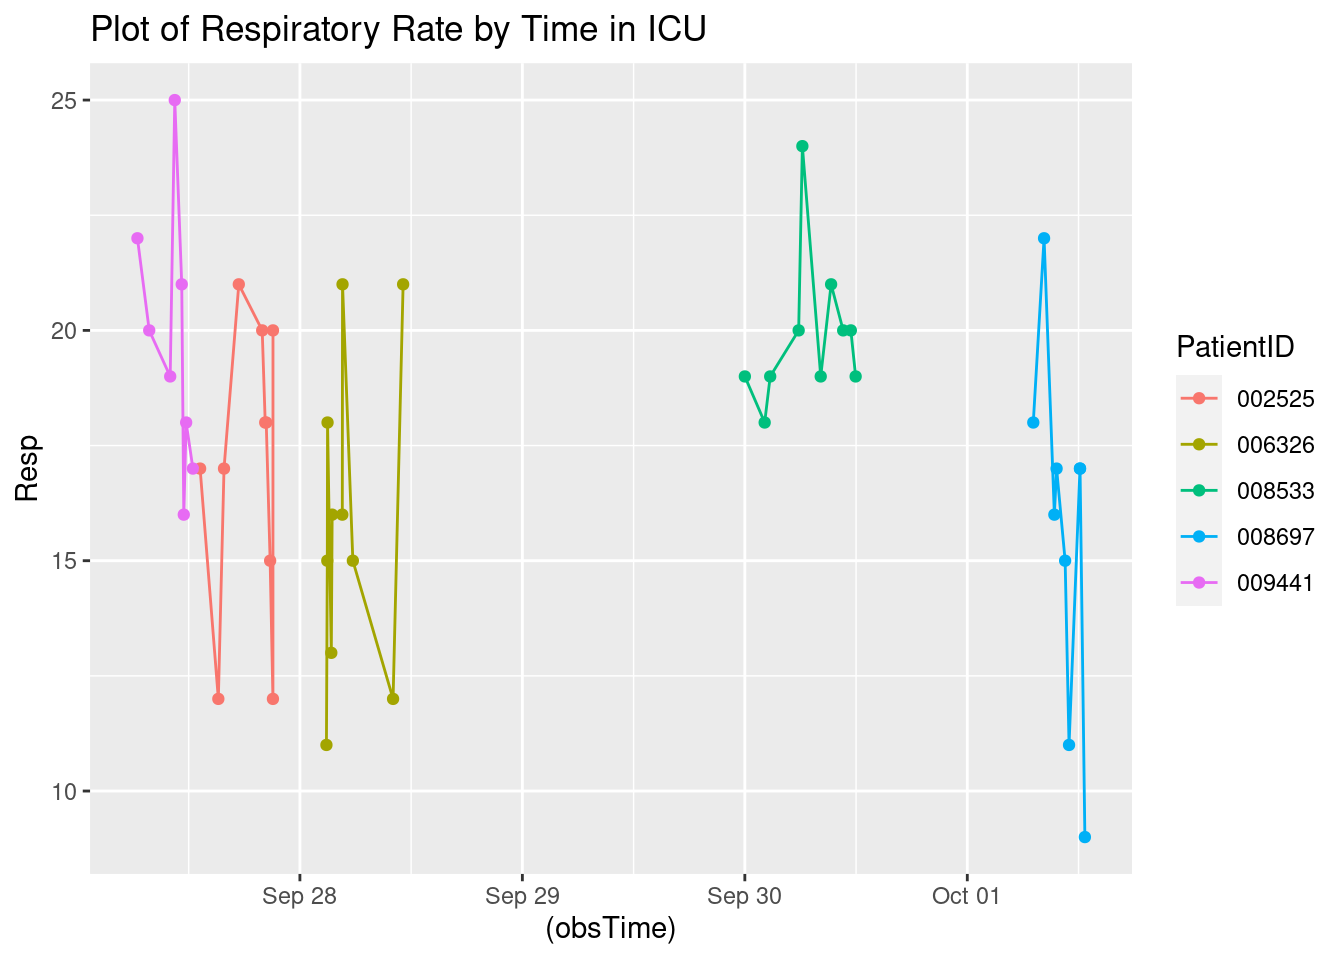 Plot of Respiratory Rate by Time in ICU
25
20
15
10
Resp
Sep 28 Sep 29 Sep 30 Oct 01
(obsTime)
PatientID
002525
006326
008533
008697
009441